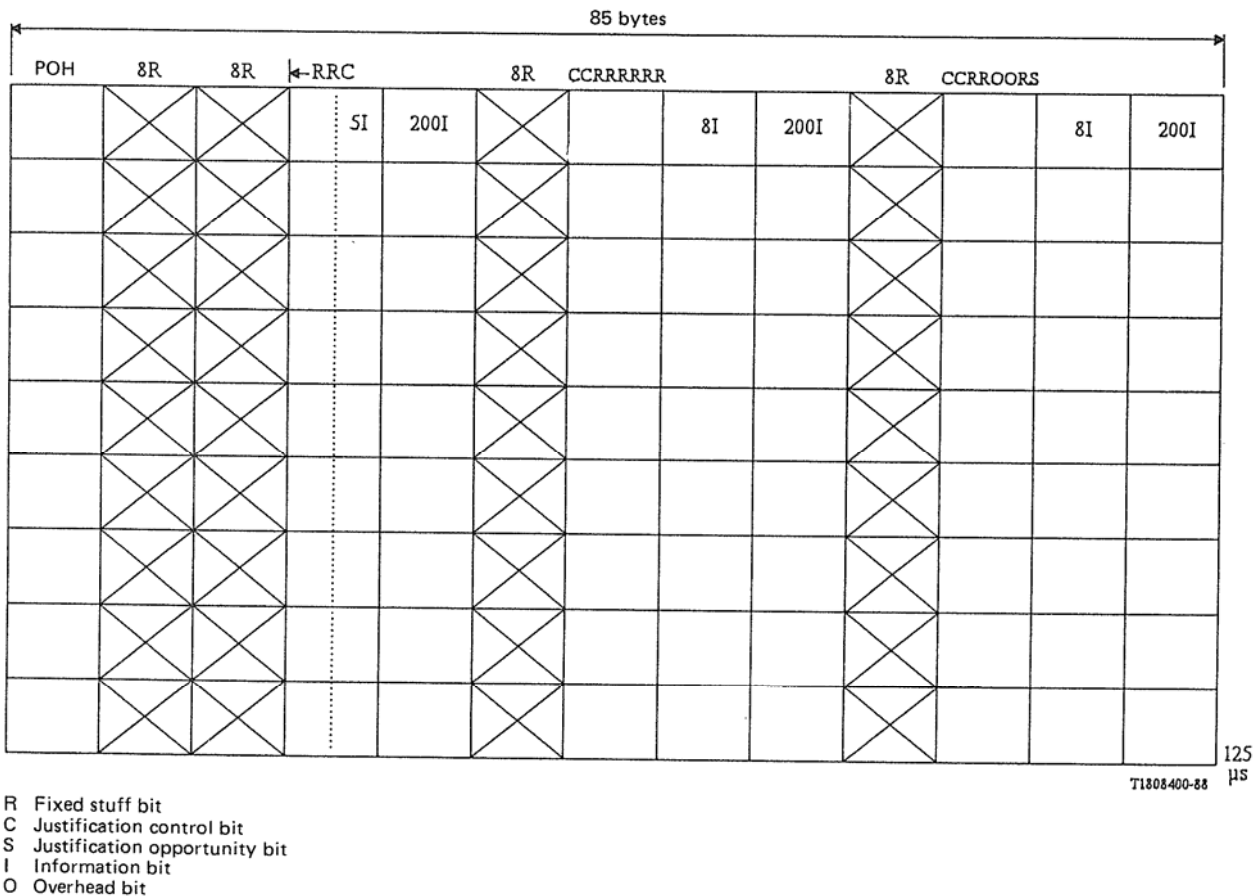 85 bytes
POH 8R 8R ←RRC 8R CCRRRRRR 8R CCRROORS
5I 200I 8I 200I 8I 200I
125
μs
T1808400-88
R Fixed stuff bit
C Justification control bit
S Justification opportunity bit
I Information bit
O Overhead bit